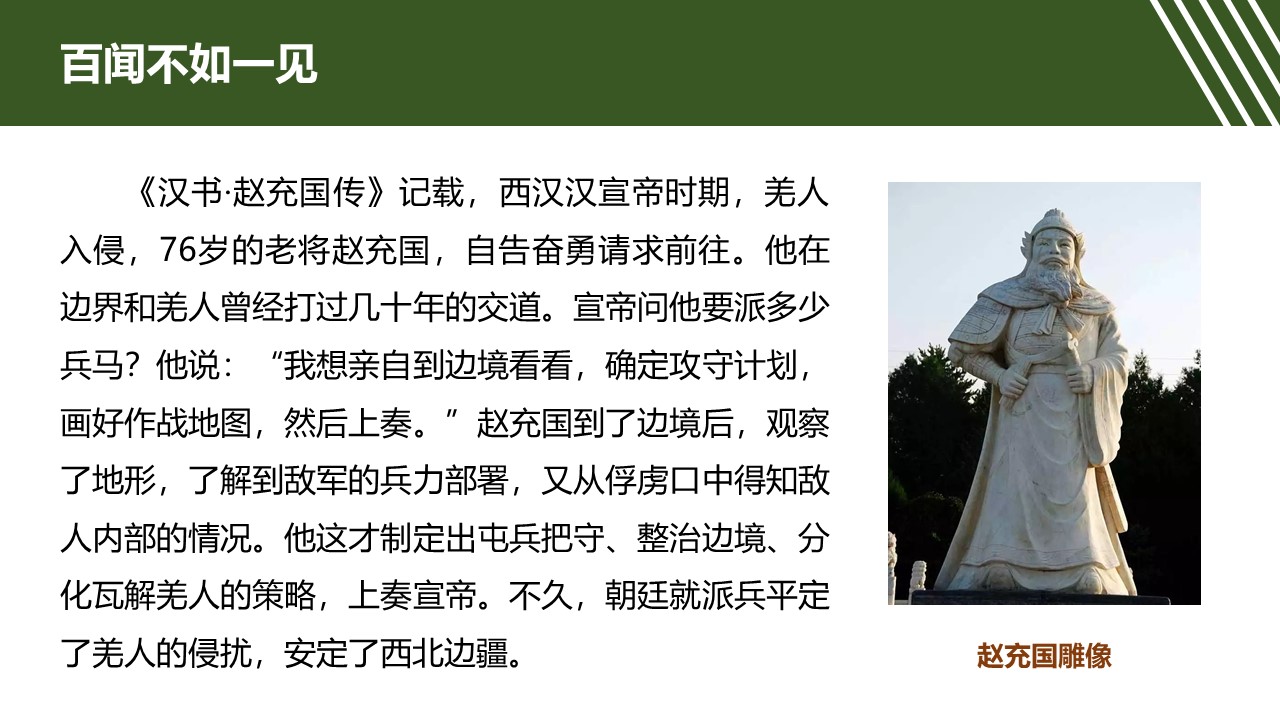 百闻不如一见
《汉书·赵充国传》记载，西汉汉宣帝时期，羌人
入侵，76岁的老将赵充国，自告奋勇请求前往。他在
边界和羌人曾经打过几十年的交道。宣帝问他要派多少
兵马？他说：“我想亲自到边境看看，确定攻守计划，
画好作战地图，然后上奏。”赵充国到了边境后，观察
了地形，了解到敌军的兵力部署，又从俘虏口中得知敌
人内部的情况。他这才制定出屯兵把守、整治边境、分
化瓦解羌人的策略，上奏宣帝。不久，朝廷就派兵平定
了羌人的侵扰，安定了西北边疆。
赵充国雕像